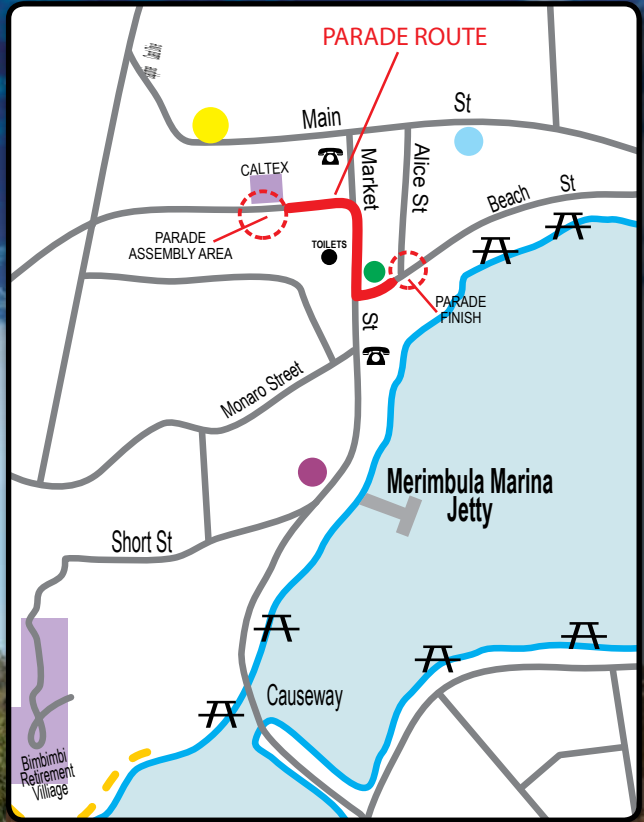 PARADE ROUTE
Main
St
CALTEX
Market
Alice St
Beach
St
PARADE
ASSEMBLY AREA
TOILETS
PARADE
FINISH
St
Monaro Street
Merimbula Marina
Jetty
Short St
Causeway
Bimbimbi
Retirement
Villiage